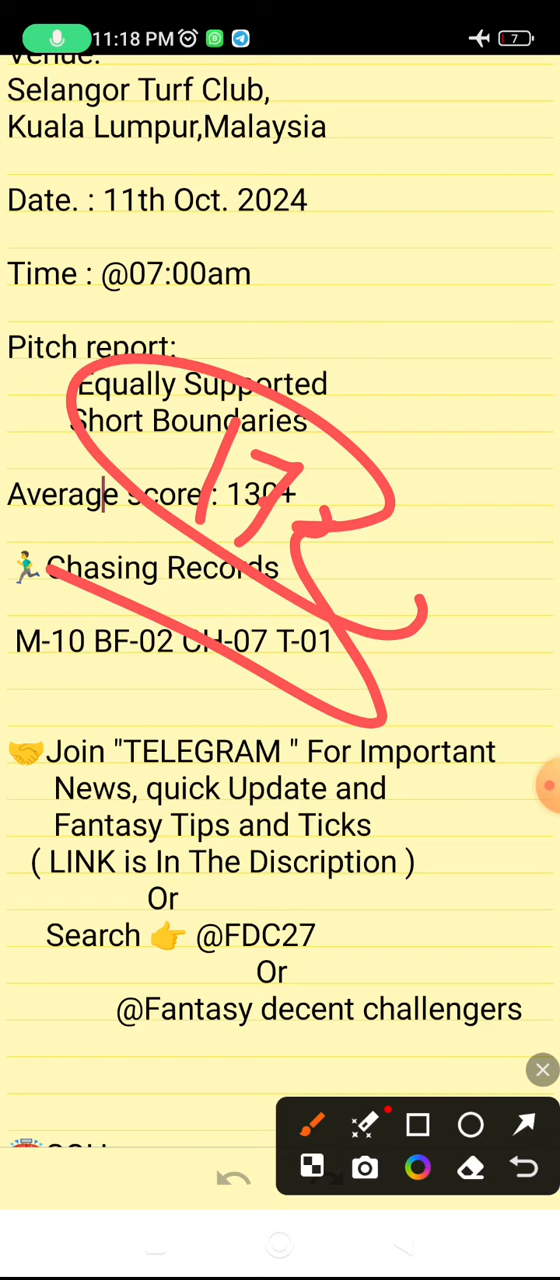 11:18 PM
7
Venue:
Selangor Turf Club,
Kuala Lumpur,Malaysia
Date. : 11th Oct. 2024
Time : @07:00am
Pitch report:
Equally Supported
Short Boundaries
17
Average score : 130+
🏃Chasing Records
M-10 BF-02 CH-07 T-01
🤝Join "TELEGRAM " For Important
News, quick Update and
Fantasy Tips and Ticks
( LINK is In The Discription )
Or
Search 👉 @FDC27
Or
@Fantasy decent challengers